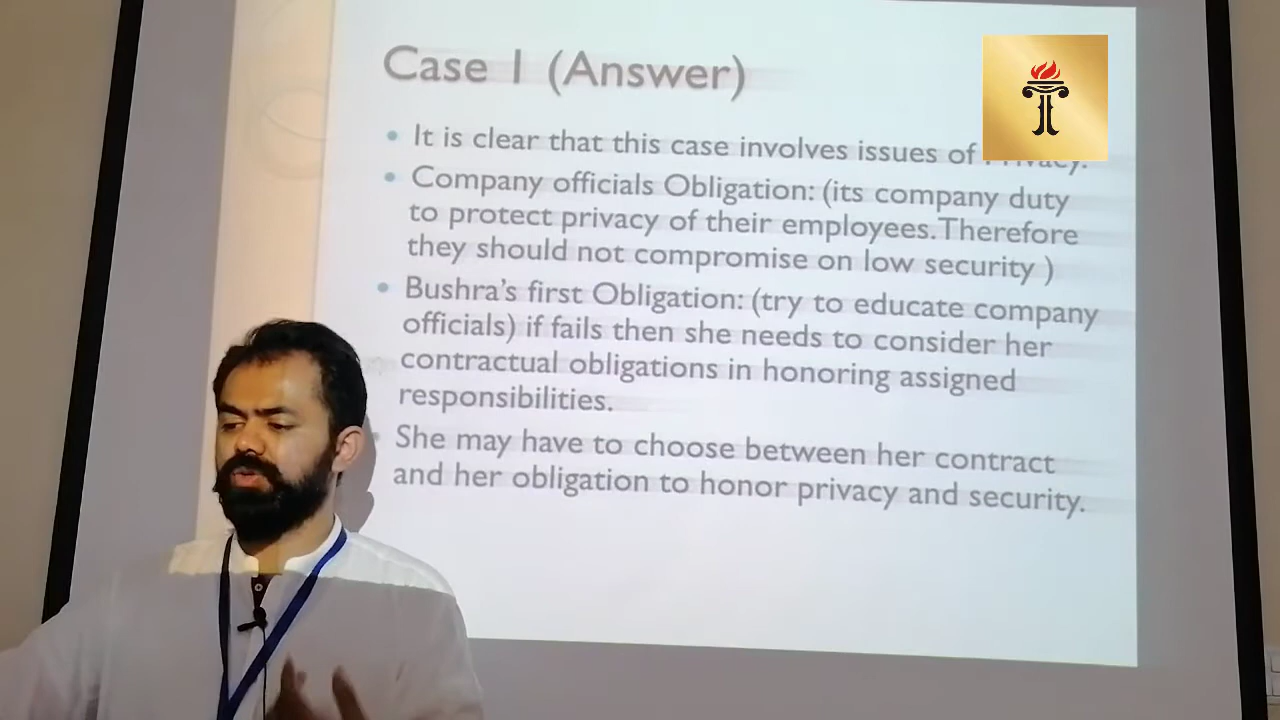 Case 1 (Answer)
• It is clear that this case involves issues of Privacy.
• Company officials Obligation: (its company duty
to protect privacy of their employees.Therefore
they should not compromise on low security )
• Bushra's first Obligation: (try to educate company
officials) if fails then she needs to consider her
contractual obligations in honoring assigned
responsibilities.
• She may have to choose between her contract
and her obligation to honor privacy and security.